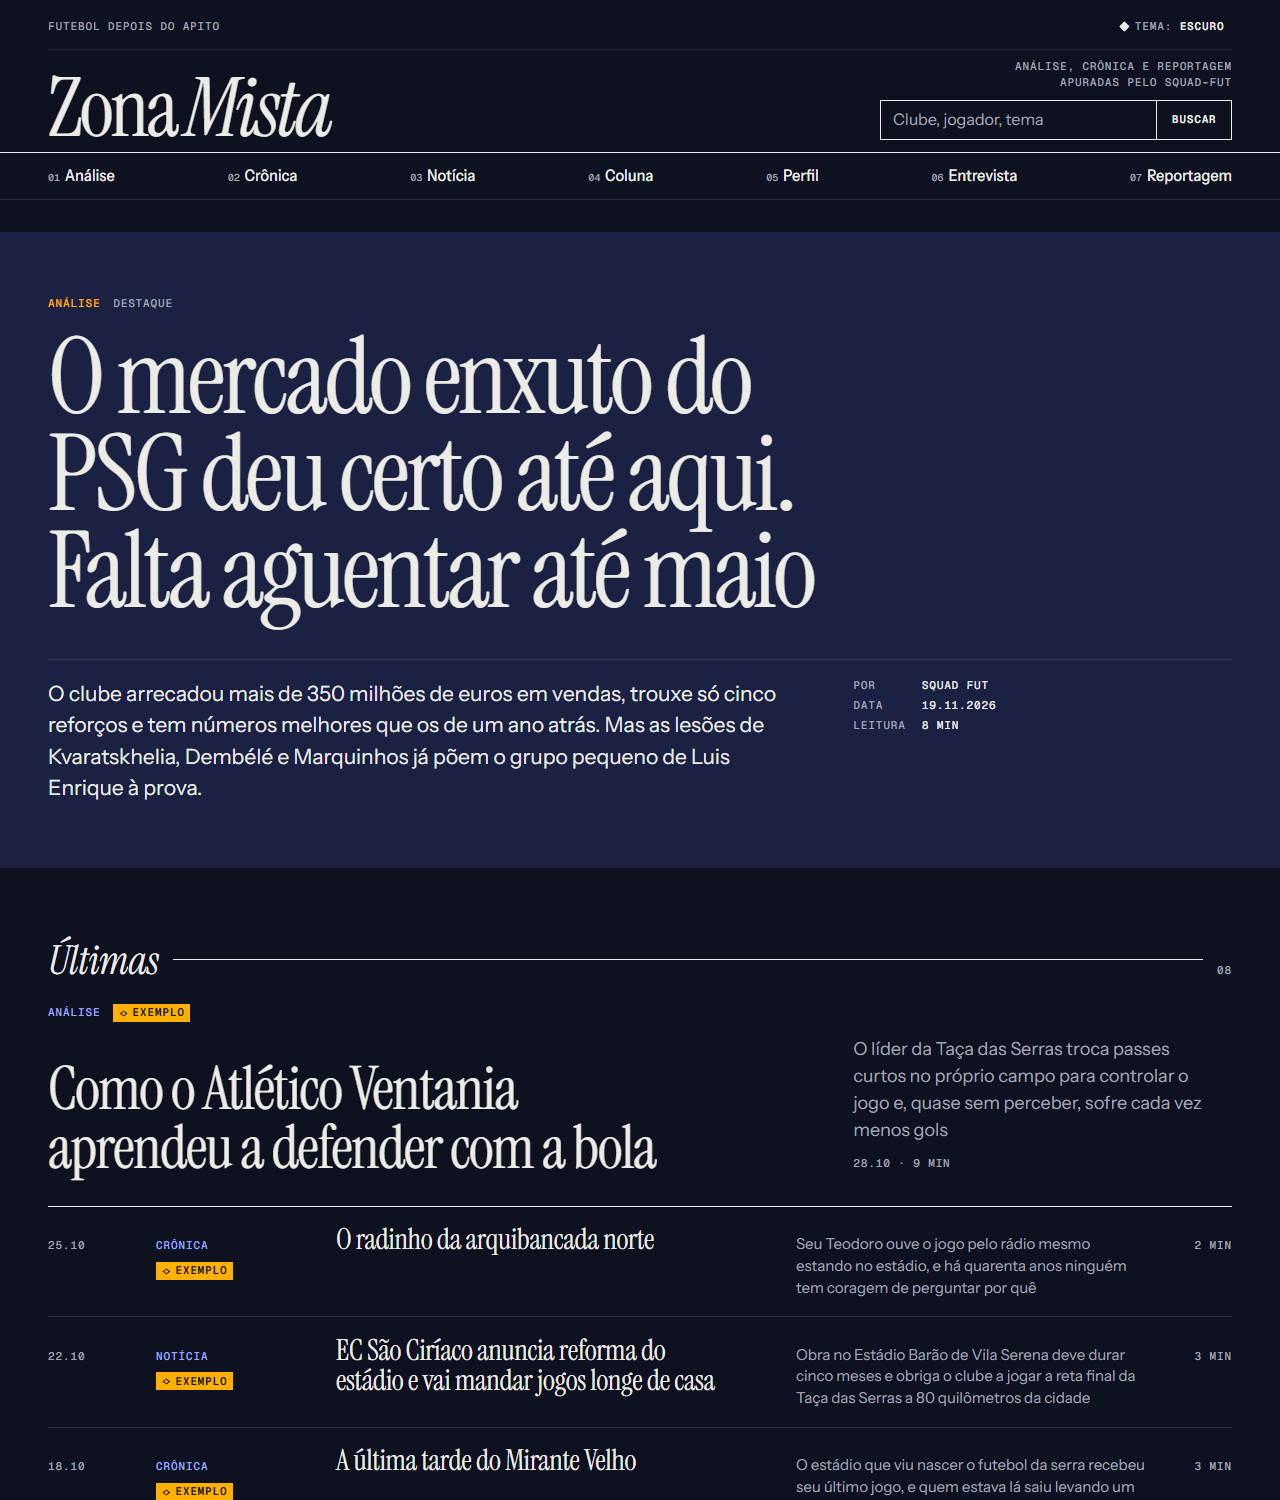 FUTEBOL DEPOIS DO APITO
◆ TEMA: ESCURO
Zona Mista
ANÁLISE, CRÔNICA E REPORTAGEM
APURADAS PELO SQUAD-FUT
Clube, jogador, tema
BUSCAR
01 Análise
02 Crônica
03 Notícia
04 Coluna
05 Perfil
06 Entrevista
07 Reportagem
ANÁLISE DESTAQUE
O mercado enxuto do
PSG deu certo até aqui.
Falta aguentar até maio
O clube arrecadou mais de 350 milhões de euros em vendas, trouxe só cinco
reforços e tem números melhores que os de um ano atrás. Mas as lesões de
Kvaratskhelia, Dembélé e Marquinhos já põem o grupo pequeno de Luis
Enrique à prova.
POR SQUAD FUT
DATA 19.11.2026
LEITURA 8 MIN
Últimas
08
ANÁLISE
EXEMPLO
Como o Atlético Ventania
aprendeu a defender com a bola
O líder da Taça das Serras troca passes
curtos no próprio campo para controlar o
jogo e, quase sem perceber, sofre cada vez
menos gols
28.10 · 9 MIN
25.10
CRÔNICA
EXEMPLO
O radinho da arquibancada norte
Seu Teodoro ouve o jogo pelo rádio mesmo
estando no estádio, e há quarenta anos ninguém
tem coragem de perguntar por quê
2 MIN
22.10
NOTÍCIA
EXEMPLO
EC São Ciríaco anuncia reforma do
estádio e vai mandar jogos longe de casa
Obra no Estádio Barão de Vila Serena deve durar
cinco meses e obriga o clube a jogar a reta final da
Taça das Serras a 80 quilômetros da cidade
3 MIN
18.10
CRÔNICA
EXEMPLO
A última tarde do Mirante Velho
O estádio que viu nascer o futebol da serra recebeu
seu último jogo, e quem estava lá saiu levando um
3 MIN